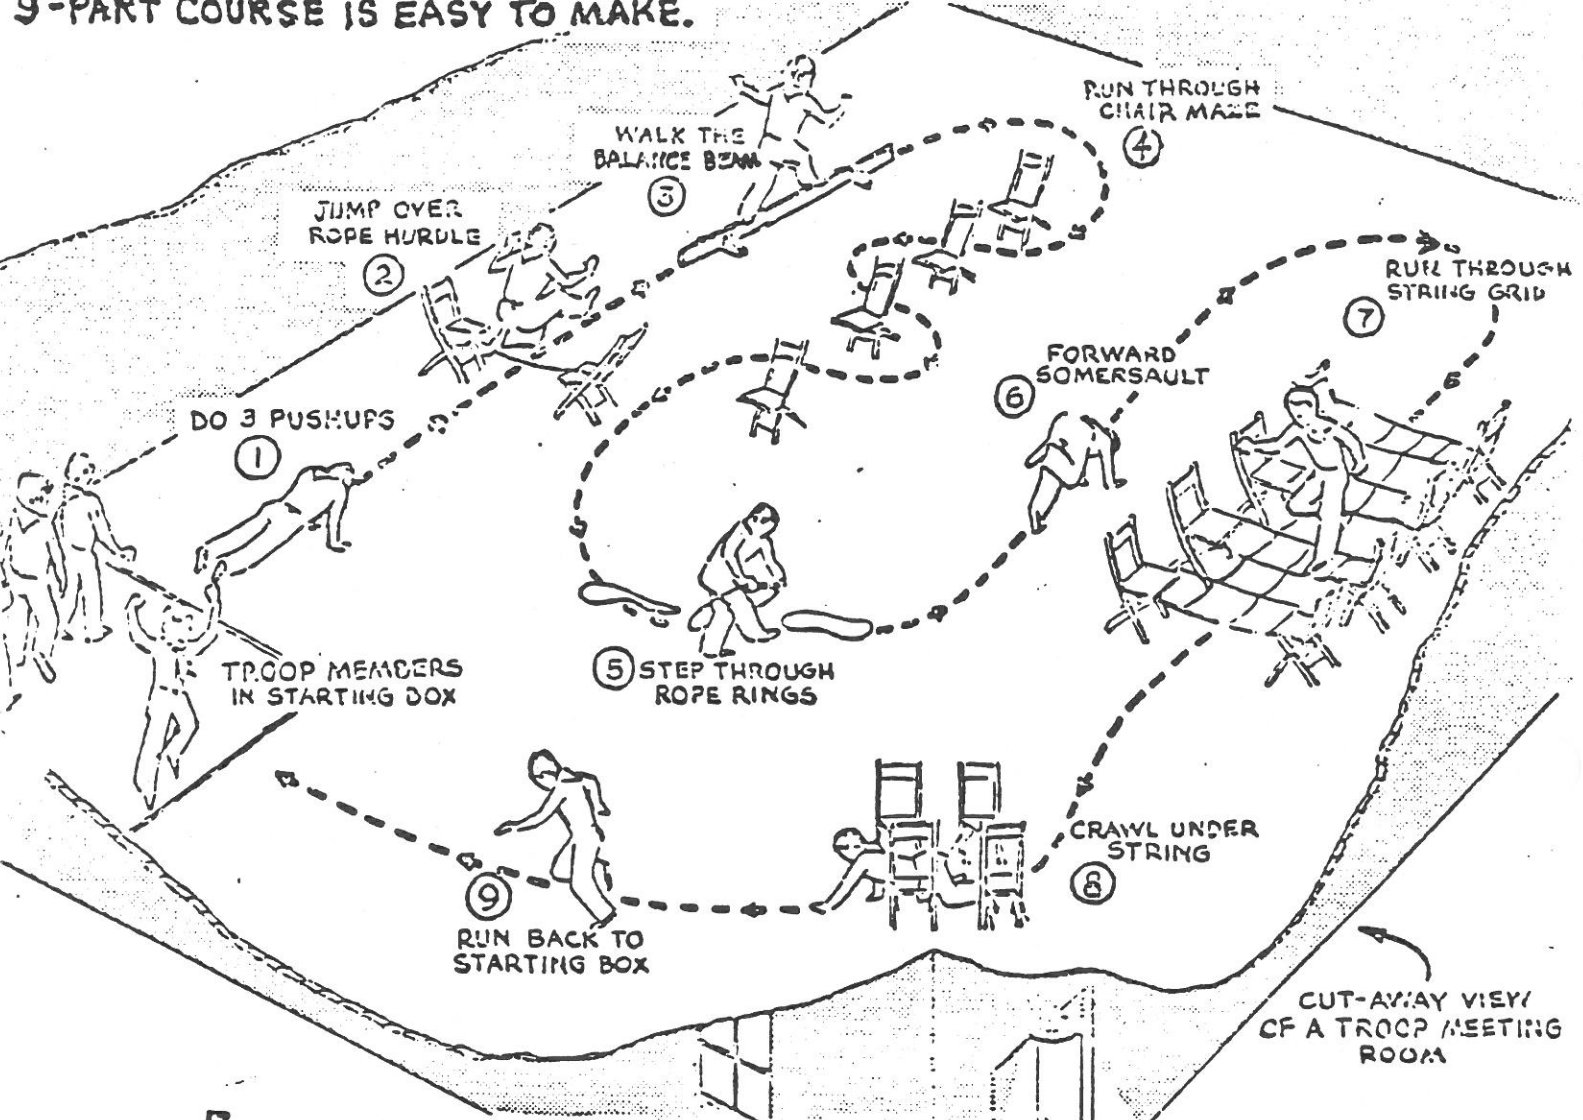 9-PART COURSE IS EASY TO MAKE.
DO 3 PUSHUPS
1
JUMP OVER
ROPE HURDLE
2
WALK THE
BALANCE BEAM
3
RUN THROUGH
CHAIR MAZE
4
5 STEP THROUGH
ROPE RINGS
FORWARD
6 SOMERSAULT
RUN THROUGH
STRING GRID
7
CRAWL UNDER
STRING
8
9
RUN BACK TO
STARTING BOX
TROOP MEMBERS
IN STARTING BOX
CUT-AWAY VIEW
OF A TROOP MEETING
ROOM